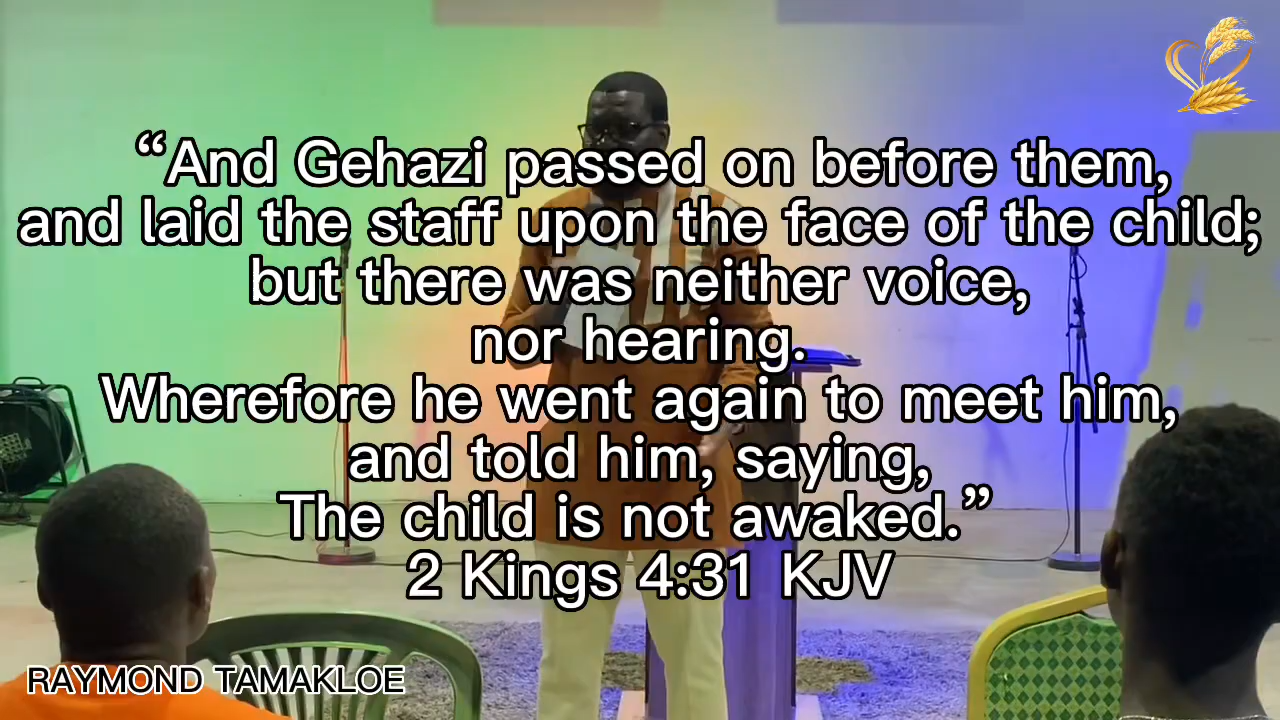 “And Gehazi passed on before them,
and laid the staff upon the face of the child;
but there was neither voice,
nor hearing.
Wherefore he went again to meet him,
and told him, saying,
The child is not awaked.”
2 Kings 4:31 KJV
RAYMOND TAMAKLOE